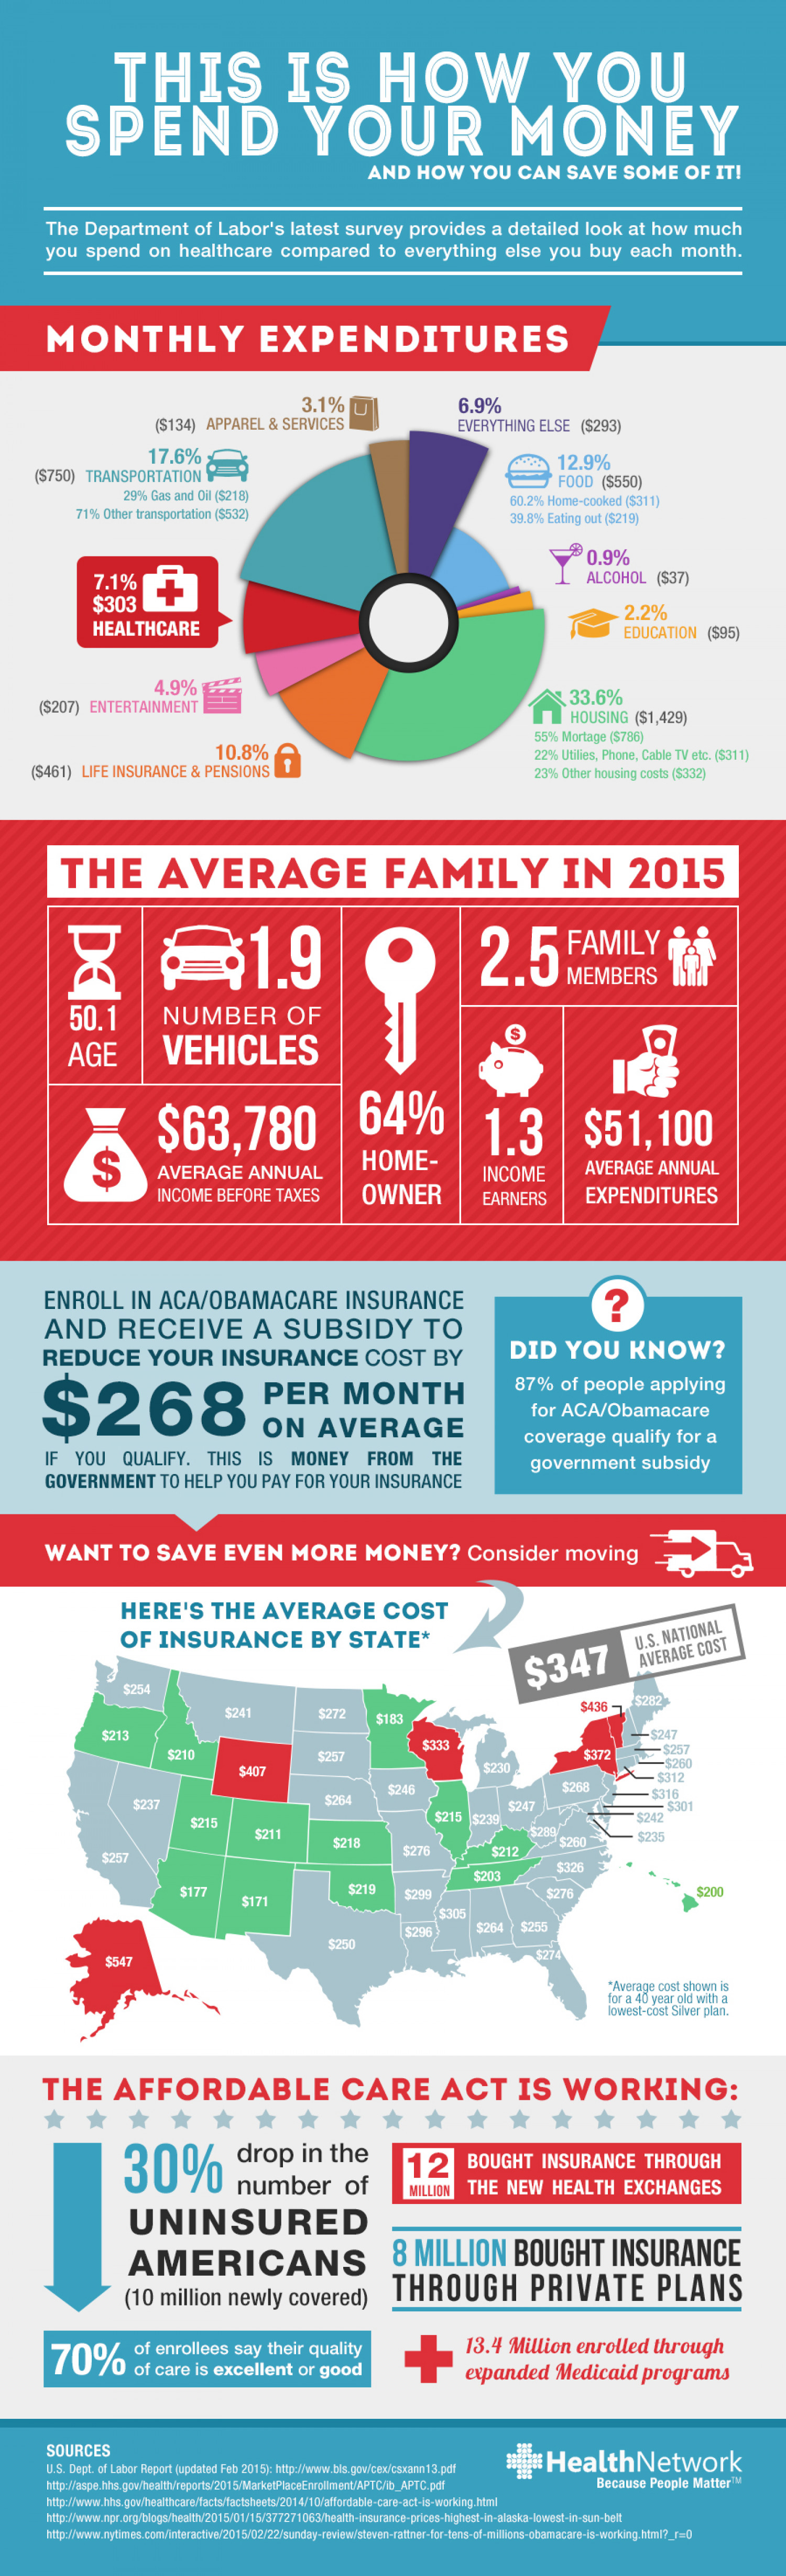 THIS IS HOW YOU
SPEND YOUR MONEY
AND HOW YOU CAN SAVE SOME OF IT!
The Department of Labor's latest survey provides a detailed look at how much
you spend on healthcare compared to everything else you buy each month.
MONTHLY EXPENDITURES
3.1%
($134) APPAREL & SERVICES
6.9%
EVERYTHING ELSE ($293)
17.6%
($750) TRANSPORTATION
29% Gas and Oil ($218)
71% Other transportation ($532)
12.9%
FOOD ($550)
60.2% Home-cooked ($311)
39.8% Eating out ($219)
0.9%
ALCOHOL ($37)
7.1%
$303
HEALTHCARE
2.2%
EDUCATION ($95)
4.9%
($207) ENTERTAINMENT
33.6%
HOUSING ($1,429)
55% Mortage ($786)
22% Utilies, Phone, Cable TV etc. ($311)
23% Other housing costs ($332)
10.8%
($461) LIFE INSURANCE & PENSIONS
THE AVERAGE FAMILY IN 2015
50.1
AGE
1.9
NUMBER OF
VEHICLES
2.5 FAMILY
MEMBERS
$63,780
AVERAGE ANNUAL
INCOME BEFORE TAXES
64%
HOME-
OWNER
$
1.3
INCOME
EARNERS
$51,100
AVERAGE ANNUAL
EXPENDITURES
$
ENROLL IN ACA/OBAMACARE INSURANCE
AND RECEIVE A SUBSIDY TO
REDUCE YOUR INSURANCE COST BY
$268 PER MONTH
ON AVERAGE
IF YOU QUALIFY. THIS IS MONEY FROM THE
GOVERNMENT TO HELP YOU PAY FOR YOUR INSURANCE
?
DID YOU KNOW?
87% of people applying
for ACA/Obamacare
coverage qualify for a
government subsidy
WANT TO SAVE EVEN MORE MONEY? Consider moving
HERE'S THE AVERAGE COST
OF INSURANCE BY STATE*
$347 U.S. NATIONAL
AVERAGE COST
$254
$241
$272
$183
$436
$282
$213
$210
$407
$257
$333
$230
$372
$247
$257
$260
$312
$316
$301
$242
$235
$237
$215
$211
$264
$246
$215
$239
$247
$268
$257
$218
$276
$212
$289
$260
$177
$171
$219
$299
$203
$326
$276
$200
$250
$296
$305
$264
$255
$274
$547
*Average cost shown is
for a 40 year old with a
lowest-cost Silver plan.
THE AFFORDABLE CARE ACT IS WORKING:
30% drop in the
number of
UNINSURED
AMERICANS
(10 million newly covered)
12
MILLION
BOUGHT INSURANCE THROUGH
THE NEW HEALTH EXCHANGES
8 MILLION BOUGHT INSURANCE
THROUGH PRIVATE PLANS
70% of enrollees say their quality
of care is excellent or good
13.4 Million enrolled through
expanded Medicaid programs
SOURCES
U.S. Dept. of Labor Report (updated Feb 2015): http://www.bls.gov/cex/csxann13.pdf
http://aspe.hhs.gov/health/reports/2015/MarketPlaceEnrollment/APTC/ib_APTC.pdf
http://www.hhs.gov/healthcare/facts/factsheets/2014/10/affordable-care-act-is-working.html
http://www.npr.org/blogs/health/2015/01/15/377271063/health-insurance-prices-highest-in-alaska-lowest-in-sun-belt
http://www.nytimes.com/interactive/2015/02/22/sunday-review/steven-rattner-for-tens-of-millions-obamacare-is-working.html?_r=0
HealthNetwork
Because People Matter™